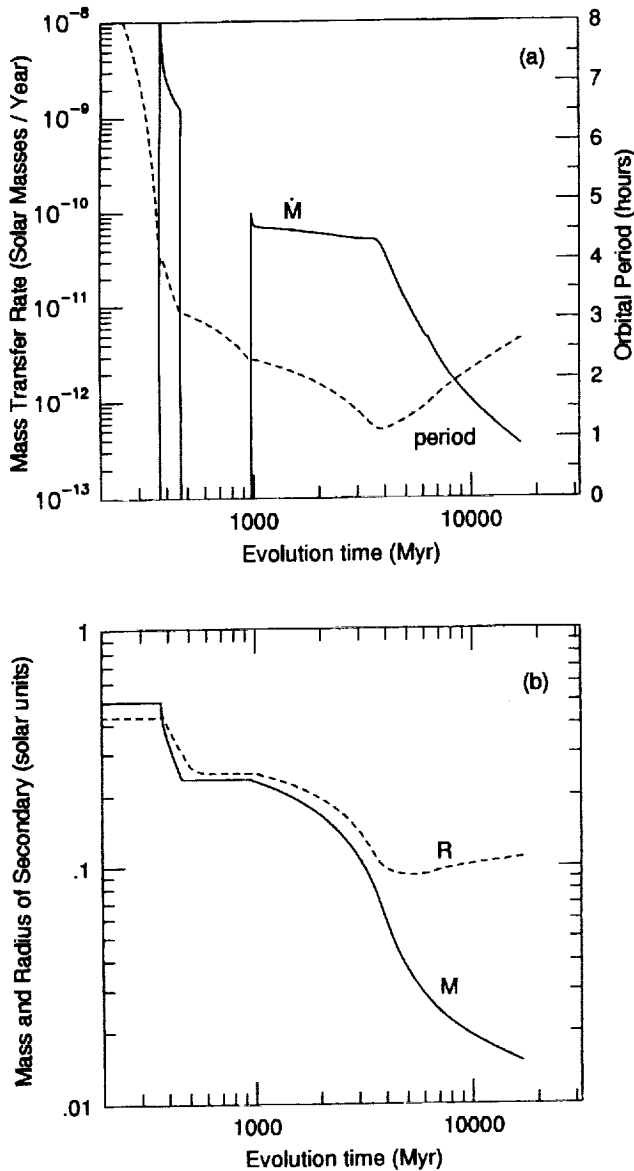 10⁻⁸
10⁻⁹
10⁻¹⁰
10⁻¹¹
10⁻¹²
10⁻¹³
Mass Transfer Rate (Solar Masses / Year)
8
7
6
5
4
3
2
1
0
Orbital Period (hours)
(a)
Ṁ
period
1000
10000
Evolution time (Myr)
1
.1
.01
Mass and Radius of Secondary (solar units)
(b)
R
M
1000
10000
Evolution time (Myr)